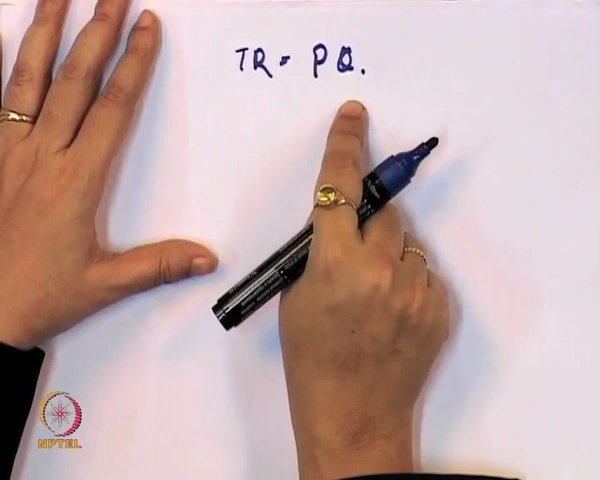 TR = PQ.
NPTEL